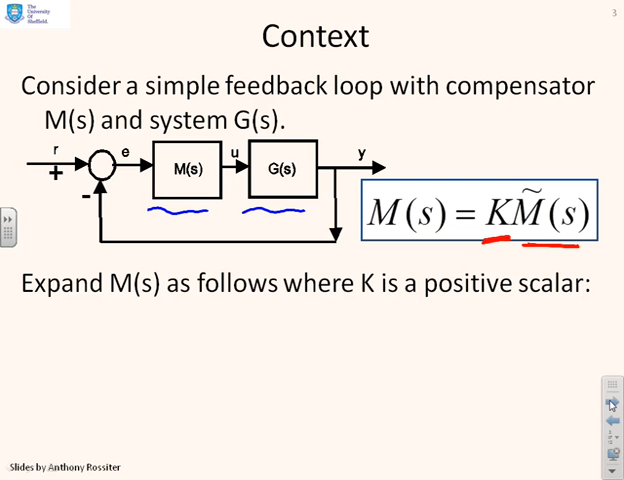 The
University
Of
Sheffield.
3
Context
Consider a simple feedback loop with compensator
M(s) and system G(s).
r
e
M(s)
u
G(s)
y
+
-
M(s) = KM̃(s)
Expand M(s) as follows where K is a positive scalar:
Slides by Anthony Rossiter